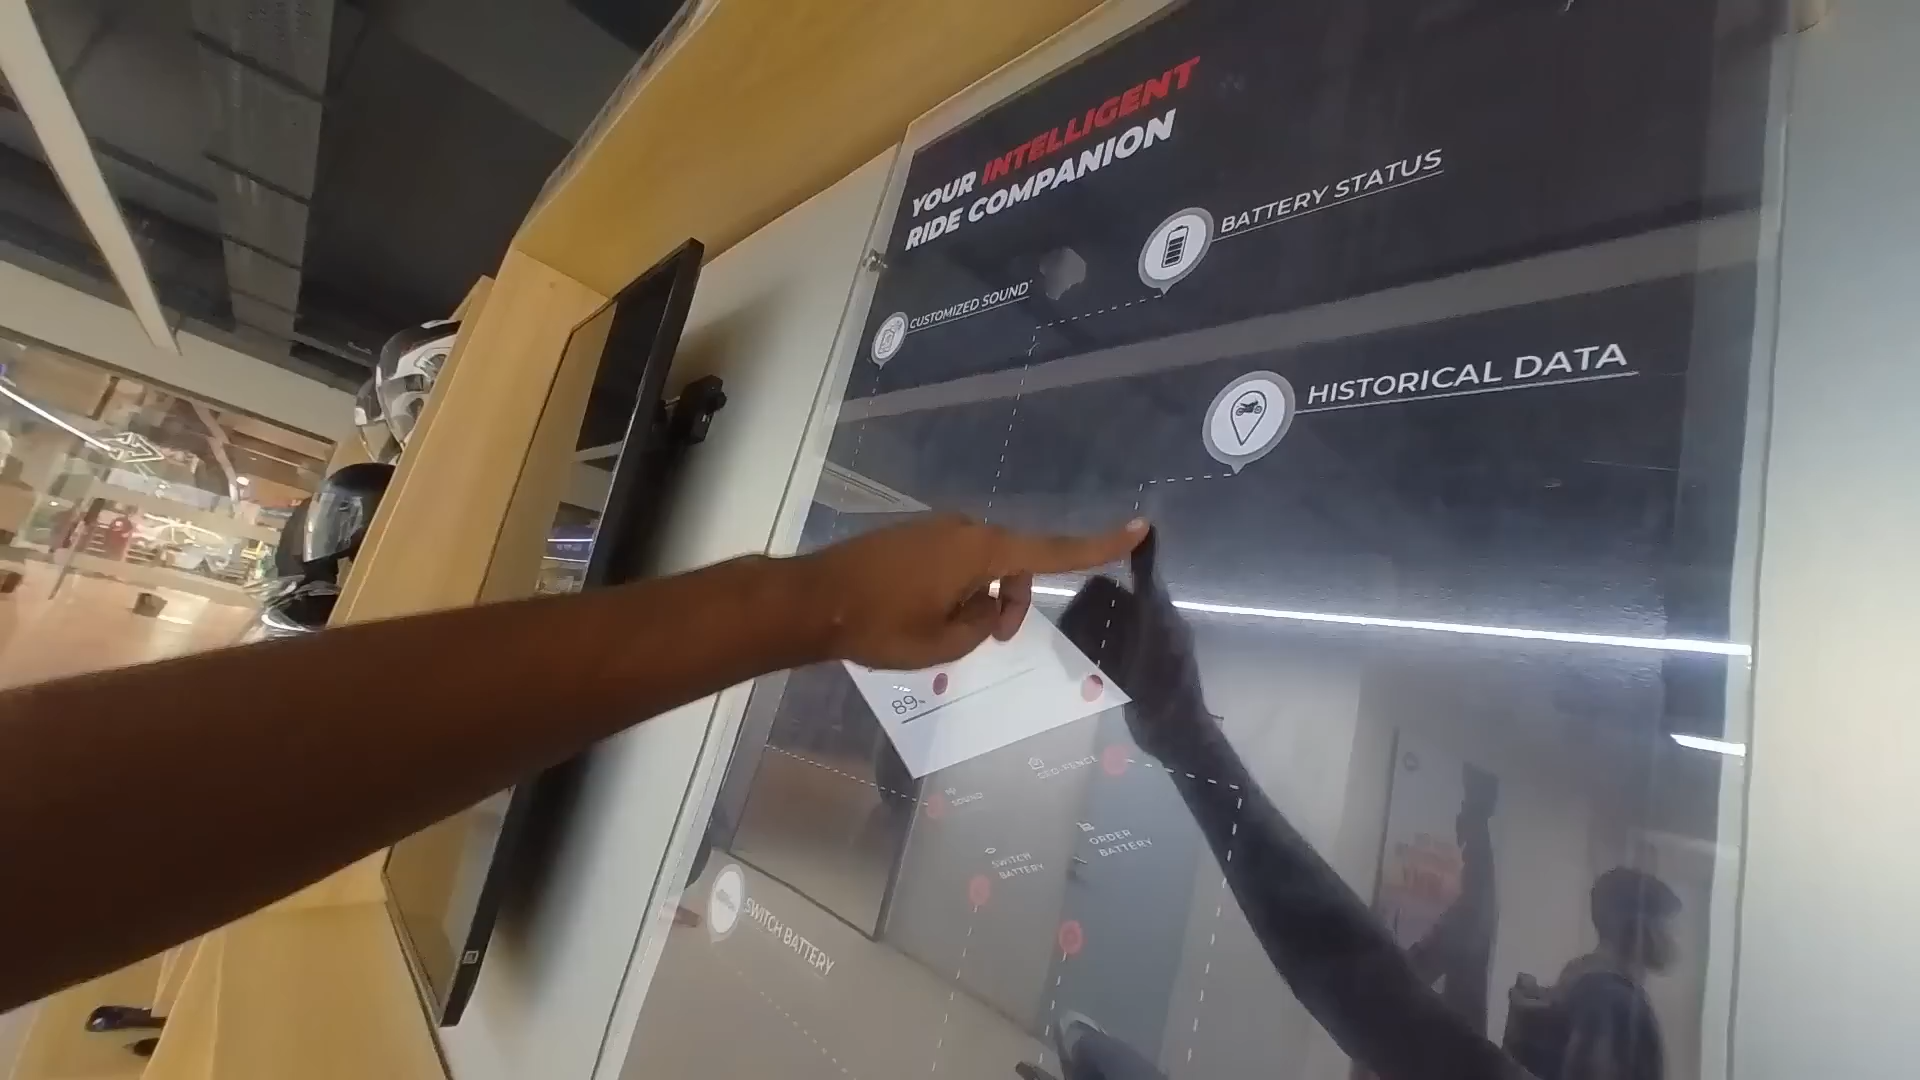 YOUR INTELLIGENT
RIDE COMPANION
BATTERY STATUS
CUSTOMIZED SOUND*
HISTORICAL DATA
89%
GEO-FENCE
SOUND
ORDER
BATTERY
SWITCH
BATTERY
SWITCH BATTERY